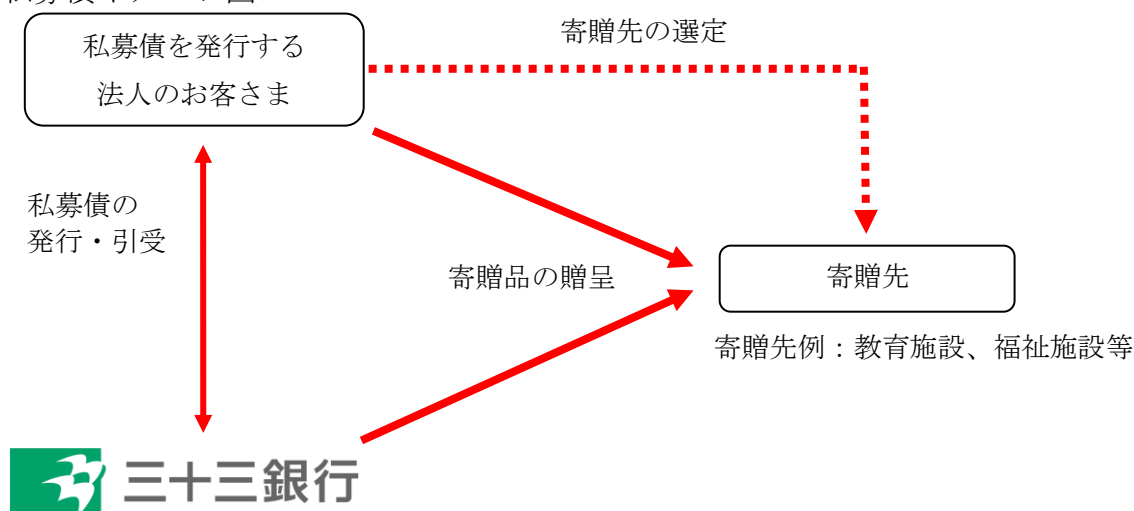 私募債を発行する
法人のお客さま
寄贈先の選定
私募債の
発行・引受
寄贈品の贈呈
寄贈先
寄贈先例：教育施設、福祉施設等
三十三銀行